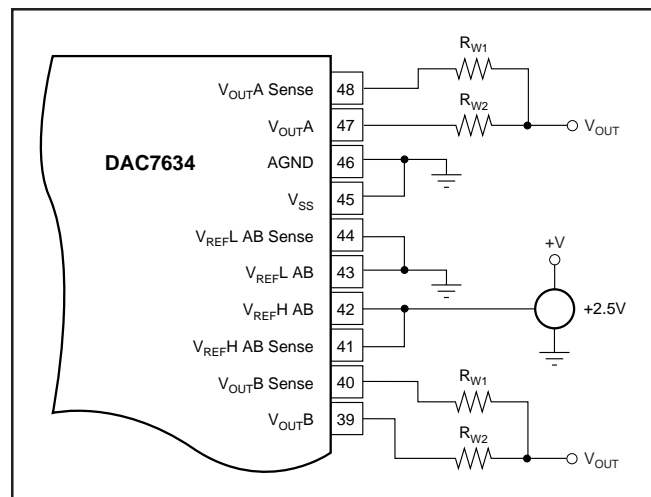 R_W1
V_OUTA Sense 48
R_W2
V_OUTA 47 V_OUT
DAC7634 AGND 46
V_SS 45
V_REFL AB Sense 44
+V
V_REFL AB 43
V_REFH AB 42 +2.5V
V_REFH AB Sense 41
V_OUTB Sense 40 R_W1
V_OUTB 39 R_W2
V_OUT